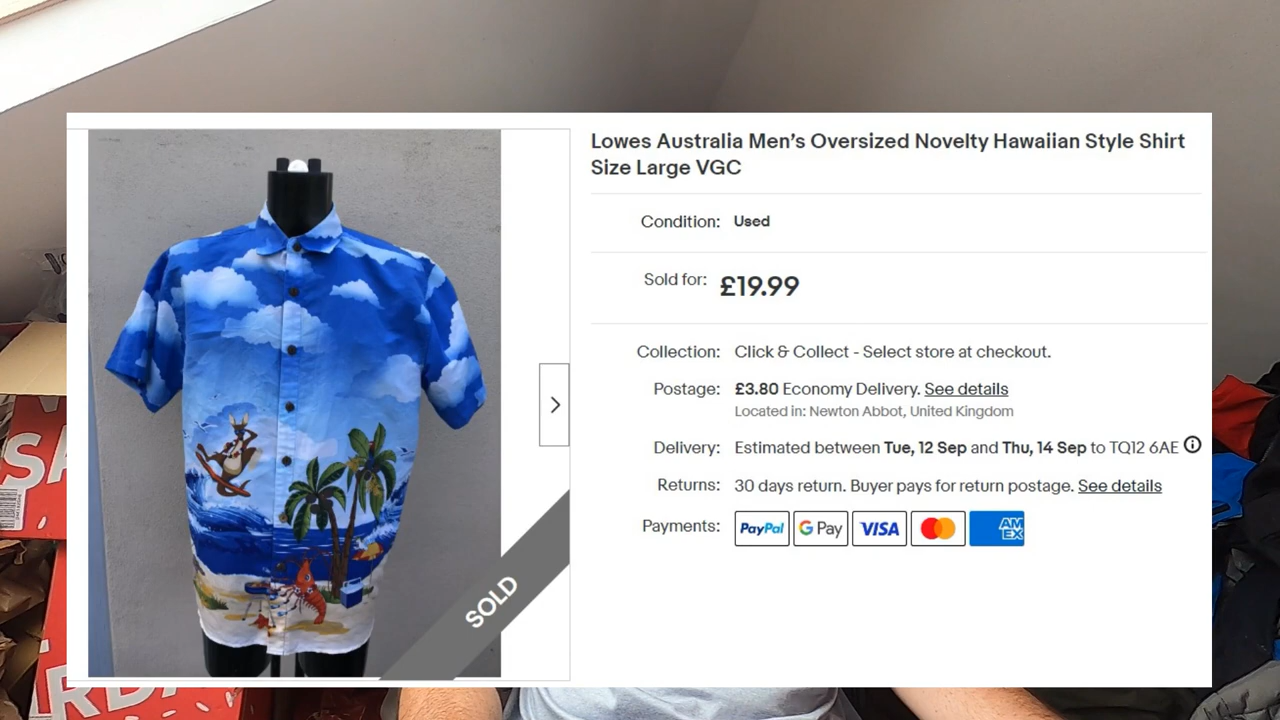 Lowes Australia Men’s Oversized Novelty Hawaiian Style Shirt
Size Large VGC
Condition: Used
Sold for: £19.99
Collection: Click & Collect - Select store at checkout.
Postage: £3.80 Economy Delivery. See details
Located in: Newton Abbot, United Kingdom
Delivery: Estimated between Tue, 12 Sep and Thu, 14 Sep to TQ12 6AE
Returns: 30 days return. Buyer pays for return postage. See details
Payments: PayPal G Pay VISA AM EX
SOLD